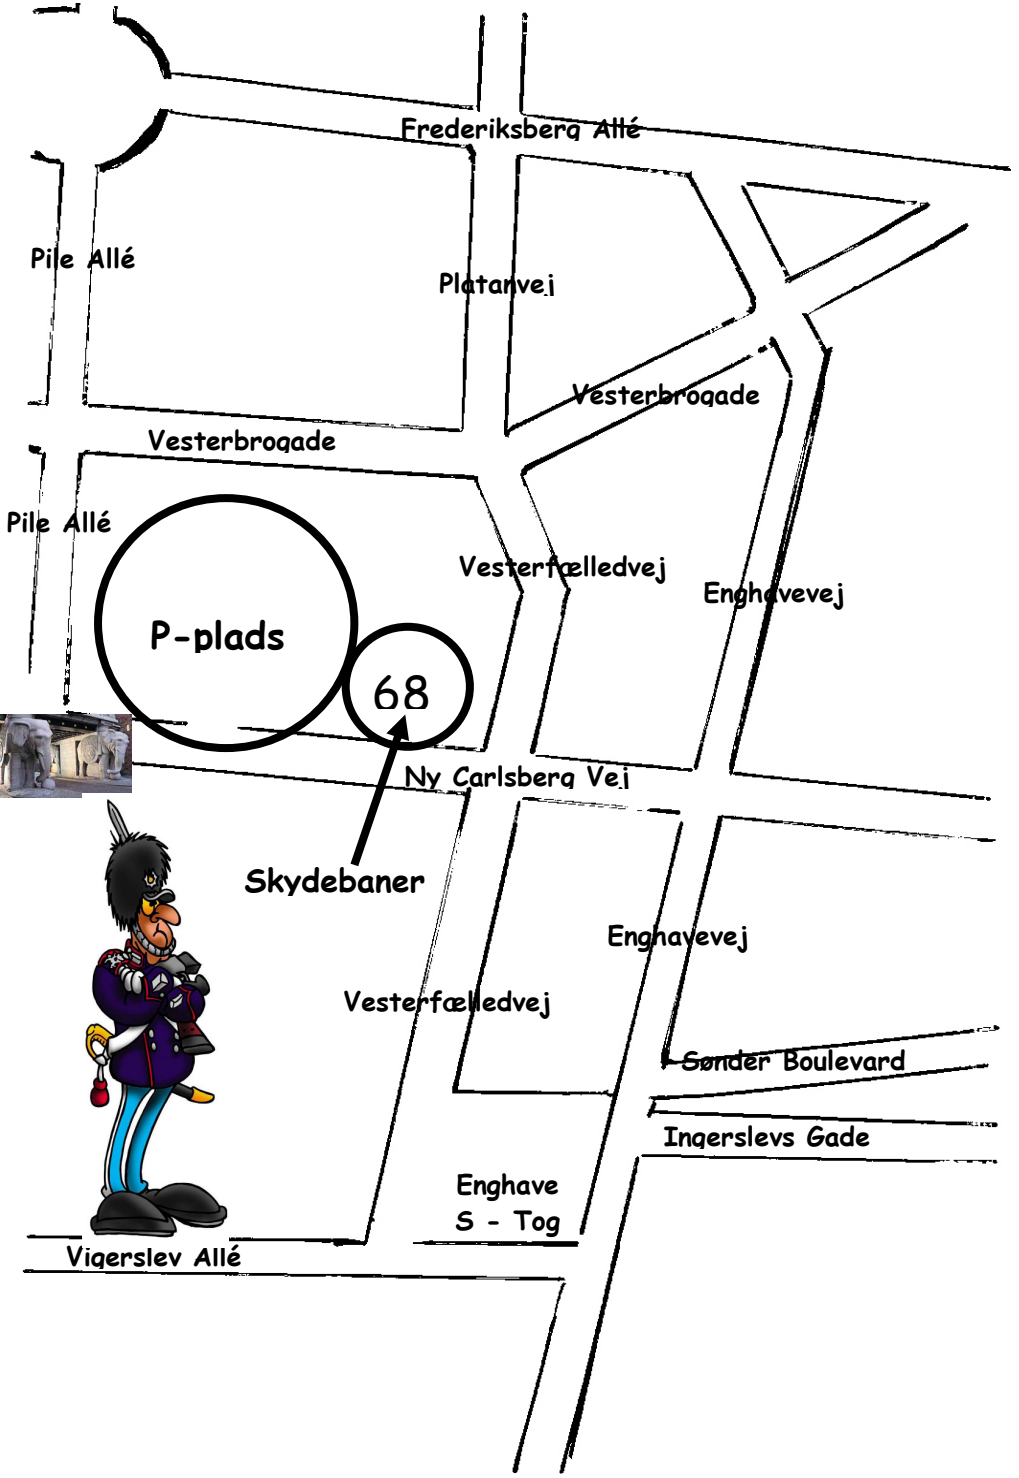 Frederiksberg Allé
Pile Allé
Platanvej
Vesterbrogade
Vesterbrogade
Pile Allé
Vesterfælledvej
Enghavevej
P-plads
68
Ny Carlsberg Vej
Skydebaner
Enghavevej
Vesterfælledvej
Sønder Boulevard
Ingerslevs Gade
Enghave
S - Tog
Vigerslev Allé